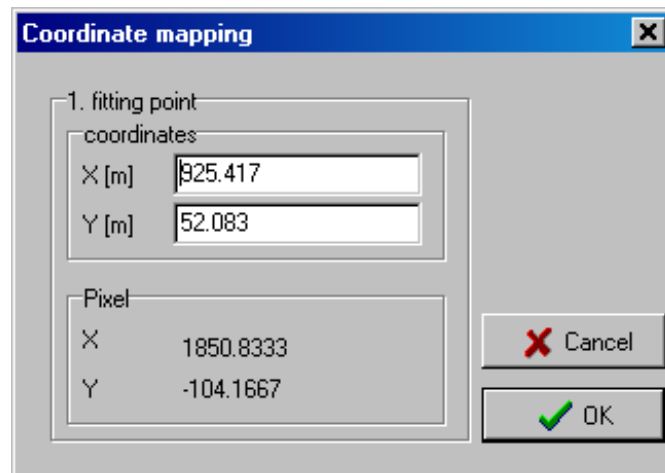 Coordinate mapping
1. fitting point
coordinates
X [m] 925.417
Y [m] 52.083
Pixel
X 1850.8333
Y -104.1667
Cancel
OK